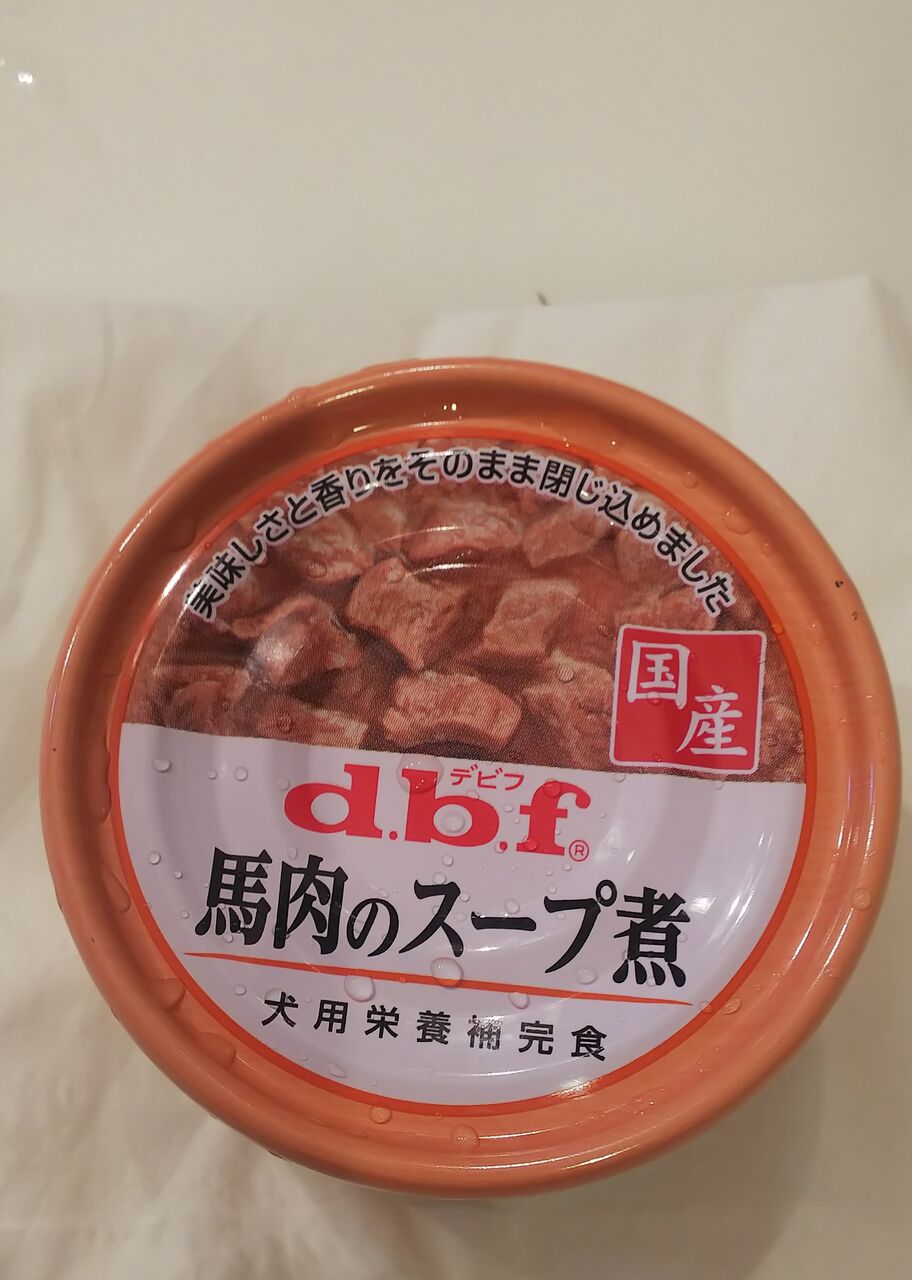 美味しさと香りをそのまま閉じ込めました
国産
デビフ
d.b.f®
馬肉のスープ煮
犬用栄養補完食